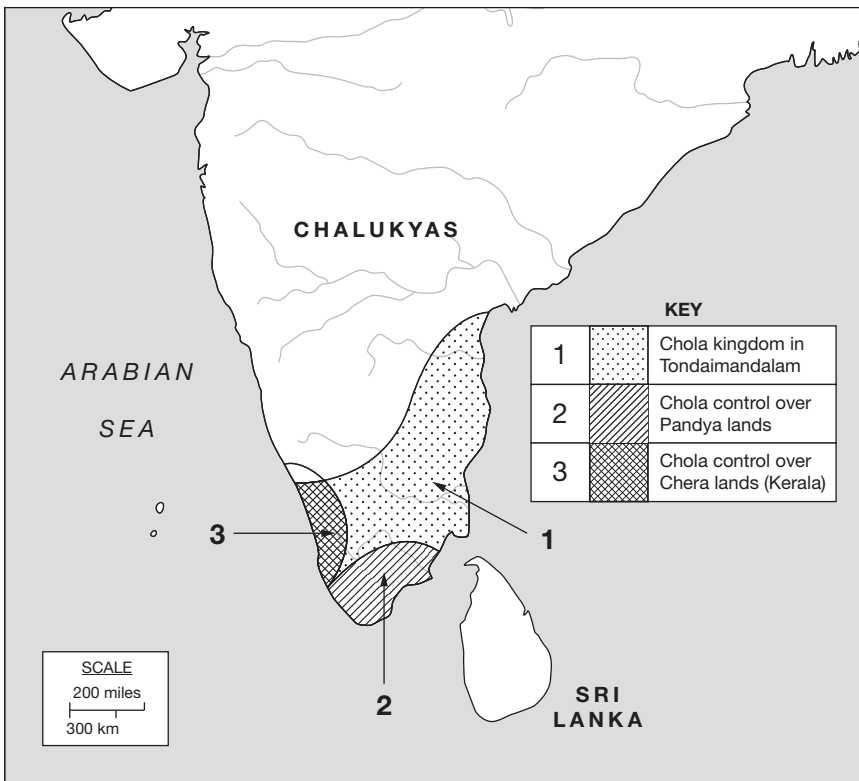 CHALUKYAS
KEY
1
Chola kingdom in
Tondaimandalam
2
Chola control over
Pandya lands
3
Chola control over
Chera lands (Kerala)
ARABIAN
SEA
3
1
2
SCALE
200 miles
300 km
SRI
LANKA